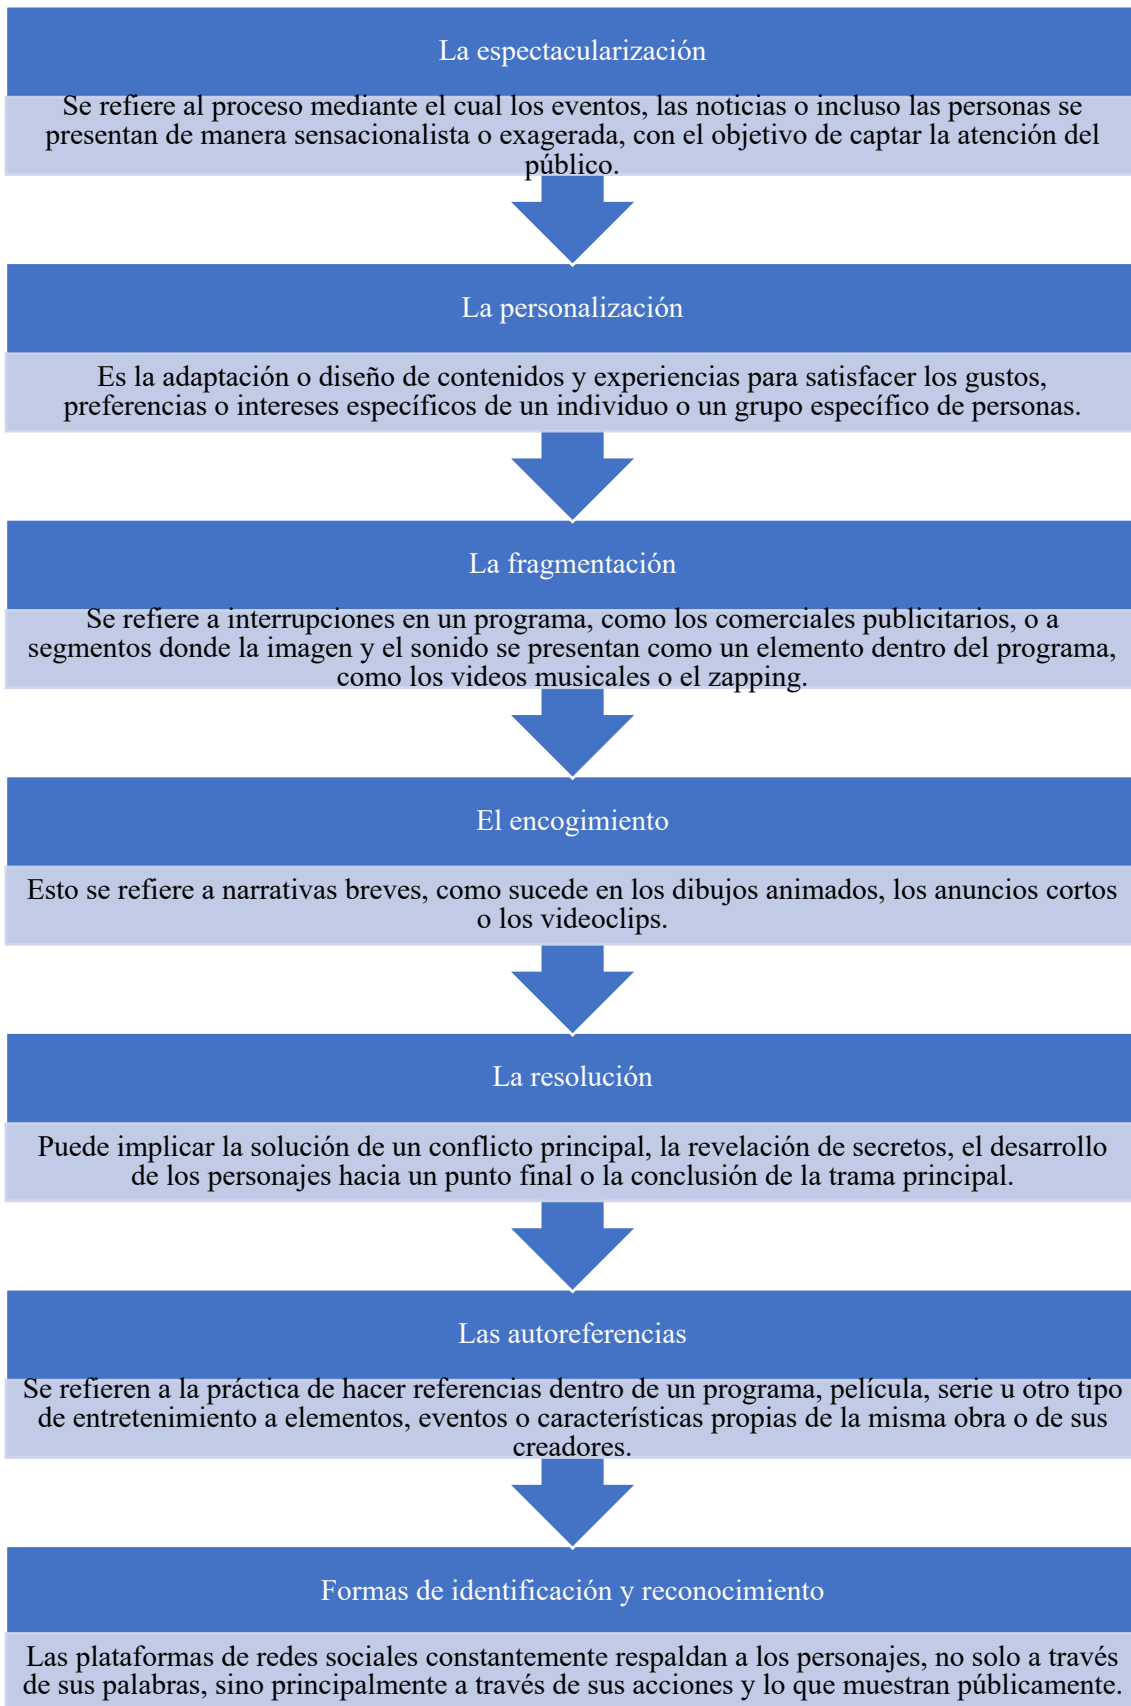 La espectacularización
Se refiere al proceso mediante el cual los eventos, las noticias o incluso las personas se
presentan de manera sensacionalista o exagerada, con el objetivo de captar la atención del
público.
La personalización
Es la adaptación o diseño de contenidos y experiencias para satisfacer los gustos,
preferencias o intereses específicos de un individuo o un grupo específico de personas.
La fragmentación
Se refiere a interrupciones en un programa, como los comerciales publicitarios, o a
segmentos donde la imagen y el sonido se presentan como un elemento dentro del programa,
como los videos musicales o el zapping.
El encogimiento
Esto se refiere a narrativas breves, como sucede en los dibujos animados, los anuncios cortos
o los videoclips.
La resolución
Puede implicar la solución de un conflicto principal, la revelación de secretos, el desarrollo
de los personajes hacia un punto final o la conclusión de la trama principal.
Las autoreferencias
Se refieren a la práctica de hacer referencias dentro de un programa, película, serie u otro tipo
de entretenimiento a elementos, eventos o características propias de la misma obra o de sus
creadores.
Formas de identificación y reconocimiento
Las plataformas de redes sociales constantemente respaldan a los personajes, no solo a través
de sus palabras, sino principalmente a través de sus acciones y lo que muestran públicamente.